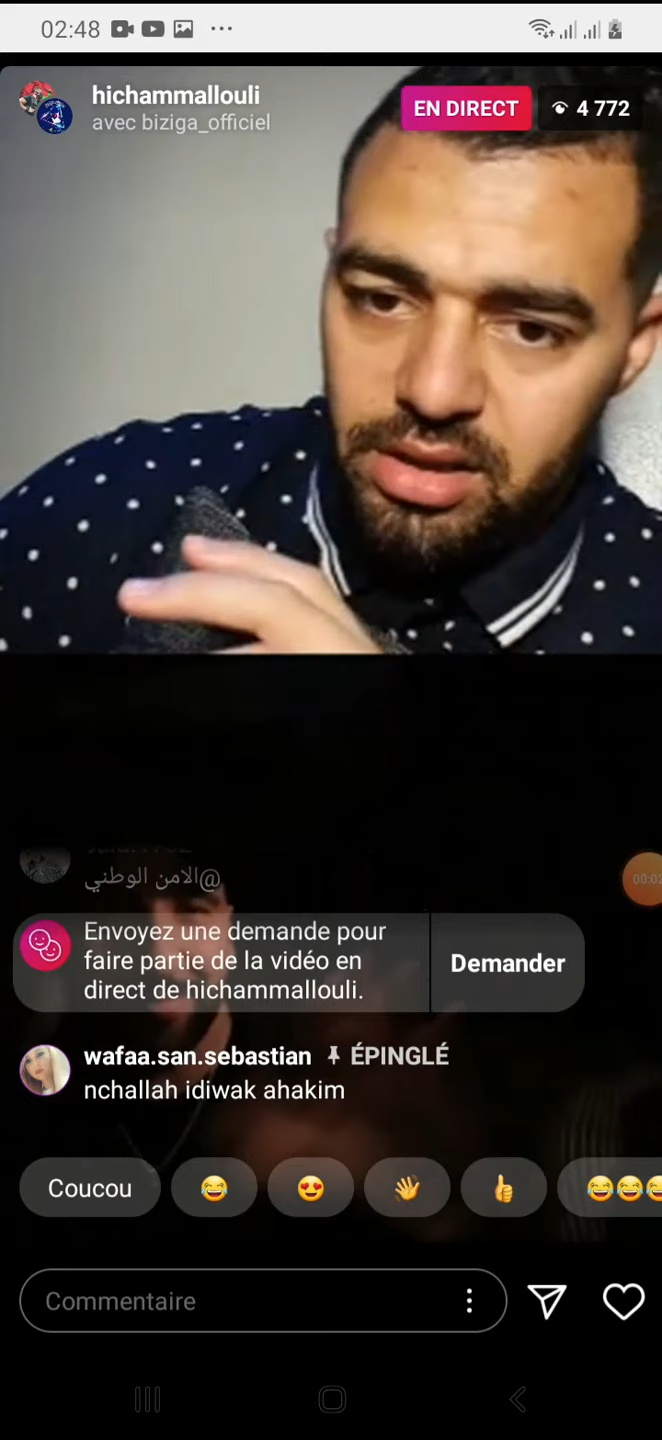 02:48
hichammallouli
avec biziga_officiel
EN DIRECT
4 772
@الامن الوطني
Envoyez une demande pour
faire partie de la vidéo en
direct de hichammallouli.
Demander
wafaa.san.sebastian ÉPINGLÉ
nchallah idiwak ahakim
Coucou
Commentaire